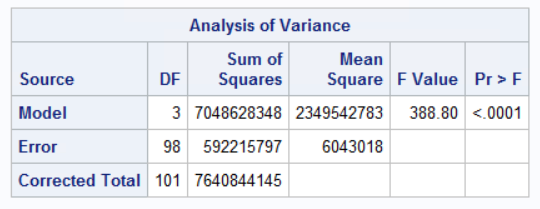 Analysis of Variance
Source DF Sum of Squares Mean Square F Value Pr > F
Model 3 7048628348 2349542783 388.80 <.0001
Error 98 592215797 6043018
Corrected Total 101 7640844145